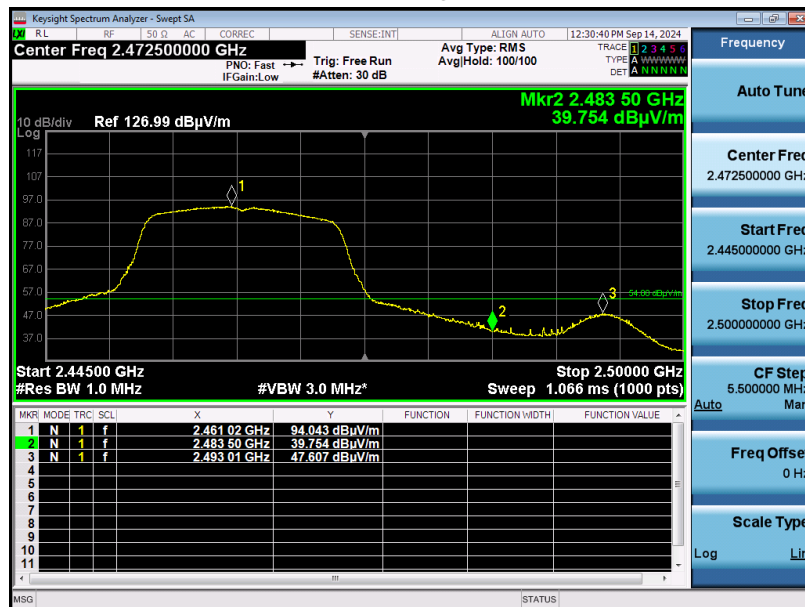 Keysight Spectrum Analyzer - Swept SA
LXI RL RF 50 Ω AC CORREC SENSE:INT ALIGN AUTO 12:30:40 PM Sep 14, 2024
Center Freq 2.472500000 GHz
PNO: Fast
IFGain:Low
Trig: Free Run
#Atten: 30 dB
Avg Type: RMS
Avg|Hold: 100/100
TRACE 1 2 3 4 5 6
TYPE A WWWWW
DET A N N N N N
Mkr2 2.483 50 GHz
39.754 dBµV/m
10 dB/div Ref 126.99 dBµV/m
Log
117
107
97.0
87.0
77.0
67.0
57.0
47.0
37.0
1
2
3
54.00 dBµV/m
Start 2.44500 GHz Stop 2.50000 GHz
#Res BW 1.0 MHz #VBW 3.0 MHz* Sweep 1.066 ms (1000 pts)
MKR MODE TRC SCL X Y FUNCTION FUNCTION WIDTH FUNCTION VALUE
1 N 1 f 2.461 02 GHz 94.043 dBµV/m
2 N 1 f 2.483 50 GHz 39.754 dBµV/m
3 N 1 f 2.493 01 GHz 47.607 dBµV/m
4
5
6
7
8
9
10
11
MSG STATUS
Frequency
Auto Tune
Center Freq
2.472500000 GHz
Start Freq
2.445000000 GHz
Stop Freq
2.500000000 GHz
CF Step
5.500000 MHz
Auto Man
Freq Offset
0 Hz
Scale Type
Log Lin